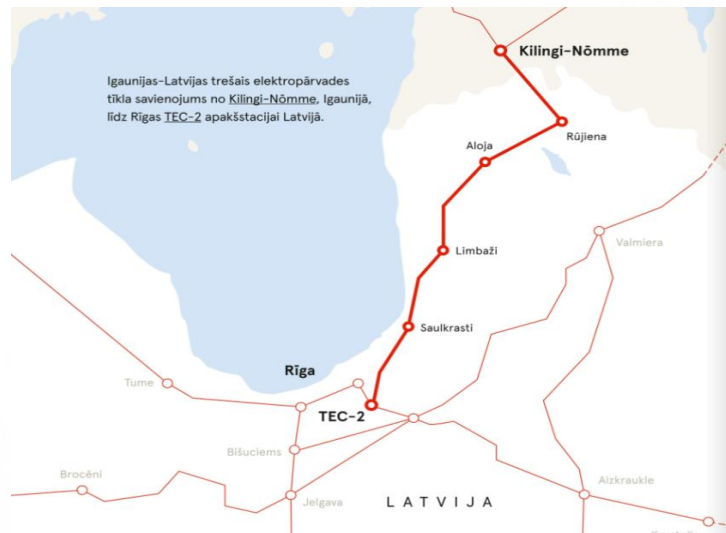 Kilingi-Nõmme
Igaunijas-Latvijas trešais elektropārvades
tīkla savienojums no Kilingi-Nõmme, Igaunijā,
līdz Rīgas TEC-2 apakšstacijai Latvijā.
Rūjiena
Aloja
Valmiera
Limbaži
Saulkrasti
Rīga
Tume
TEC-2
Bišuciems
Brocēni
Aizkraukle
Jelgava
LATVIJA